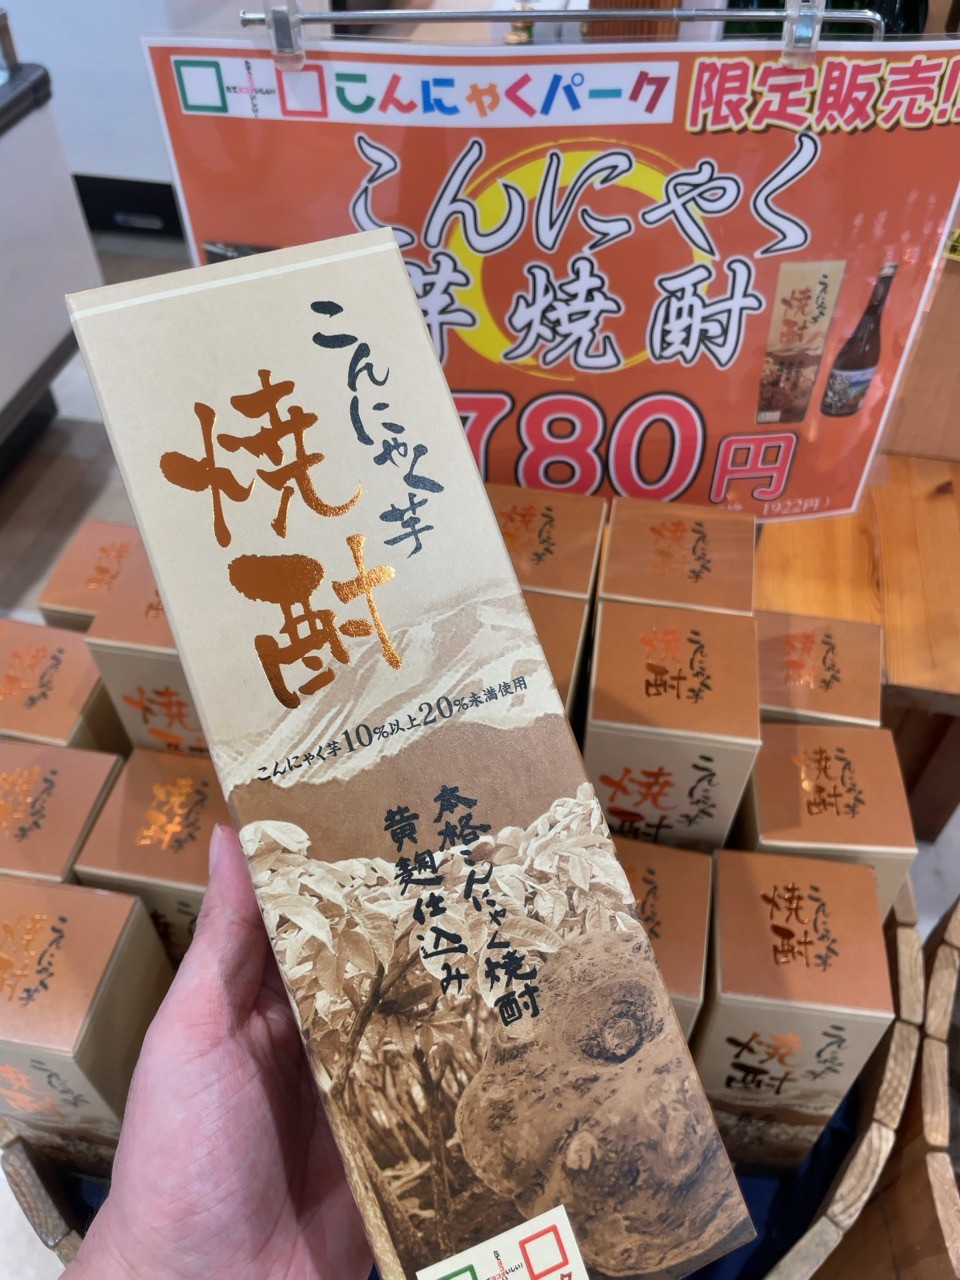 こんにゃくパーク
限定販売!!
こんにゃく
芋焼酎
780円
1922円)
こんにゃく芋
焼酎
こんにゃく芋10%以上20%未満使用
本格こんにゃく焼酎
黄麹仕込み